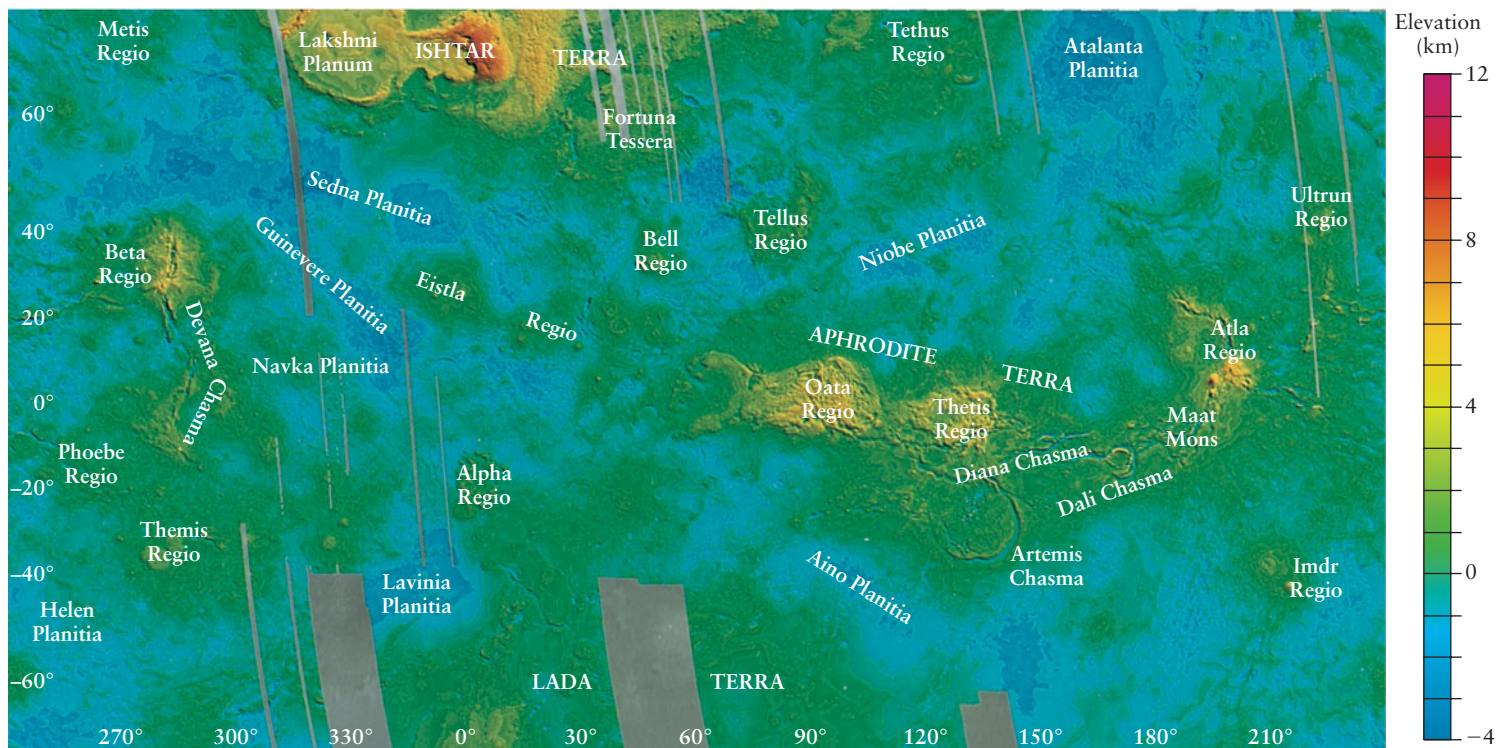 Metis
Regio
Lakshmi
Planum
ISHTAR
TERRA
Tethus
Regio
Atalanta
Planitia
Elevation
(km)
12
8
4
0
−4
60°
Fortuna
Tessera
Sedna Planitia
Ultrun
Regio
40°
Beta
Regio
Guinevere Planitia
Bell
Regio
Tellus
Regio
Niobe Planitia
Eistla
Regio
20°
Devana Chasma
Navka Planitia
APHRODITE
TERRA
Atla
Regio
0°
Oata
Regio
Thetis
Regio
Maat
Mons
Phoebe
Regio
Alpha
Regio
Diana Chasma
Dali Chasma
−20°
Themis
Regio
Artemis
Chasma
Imdr
Regio
−40°
Lavinia
Planitia
Aino Planitia
Helen
Planitia
−60°
LADA
TERRA
270° 300° 330° 0° 30° 60° 90° 120° 150° 180° 210°